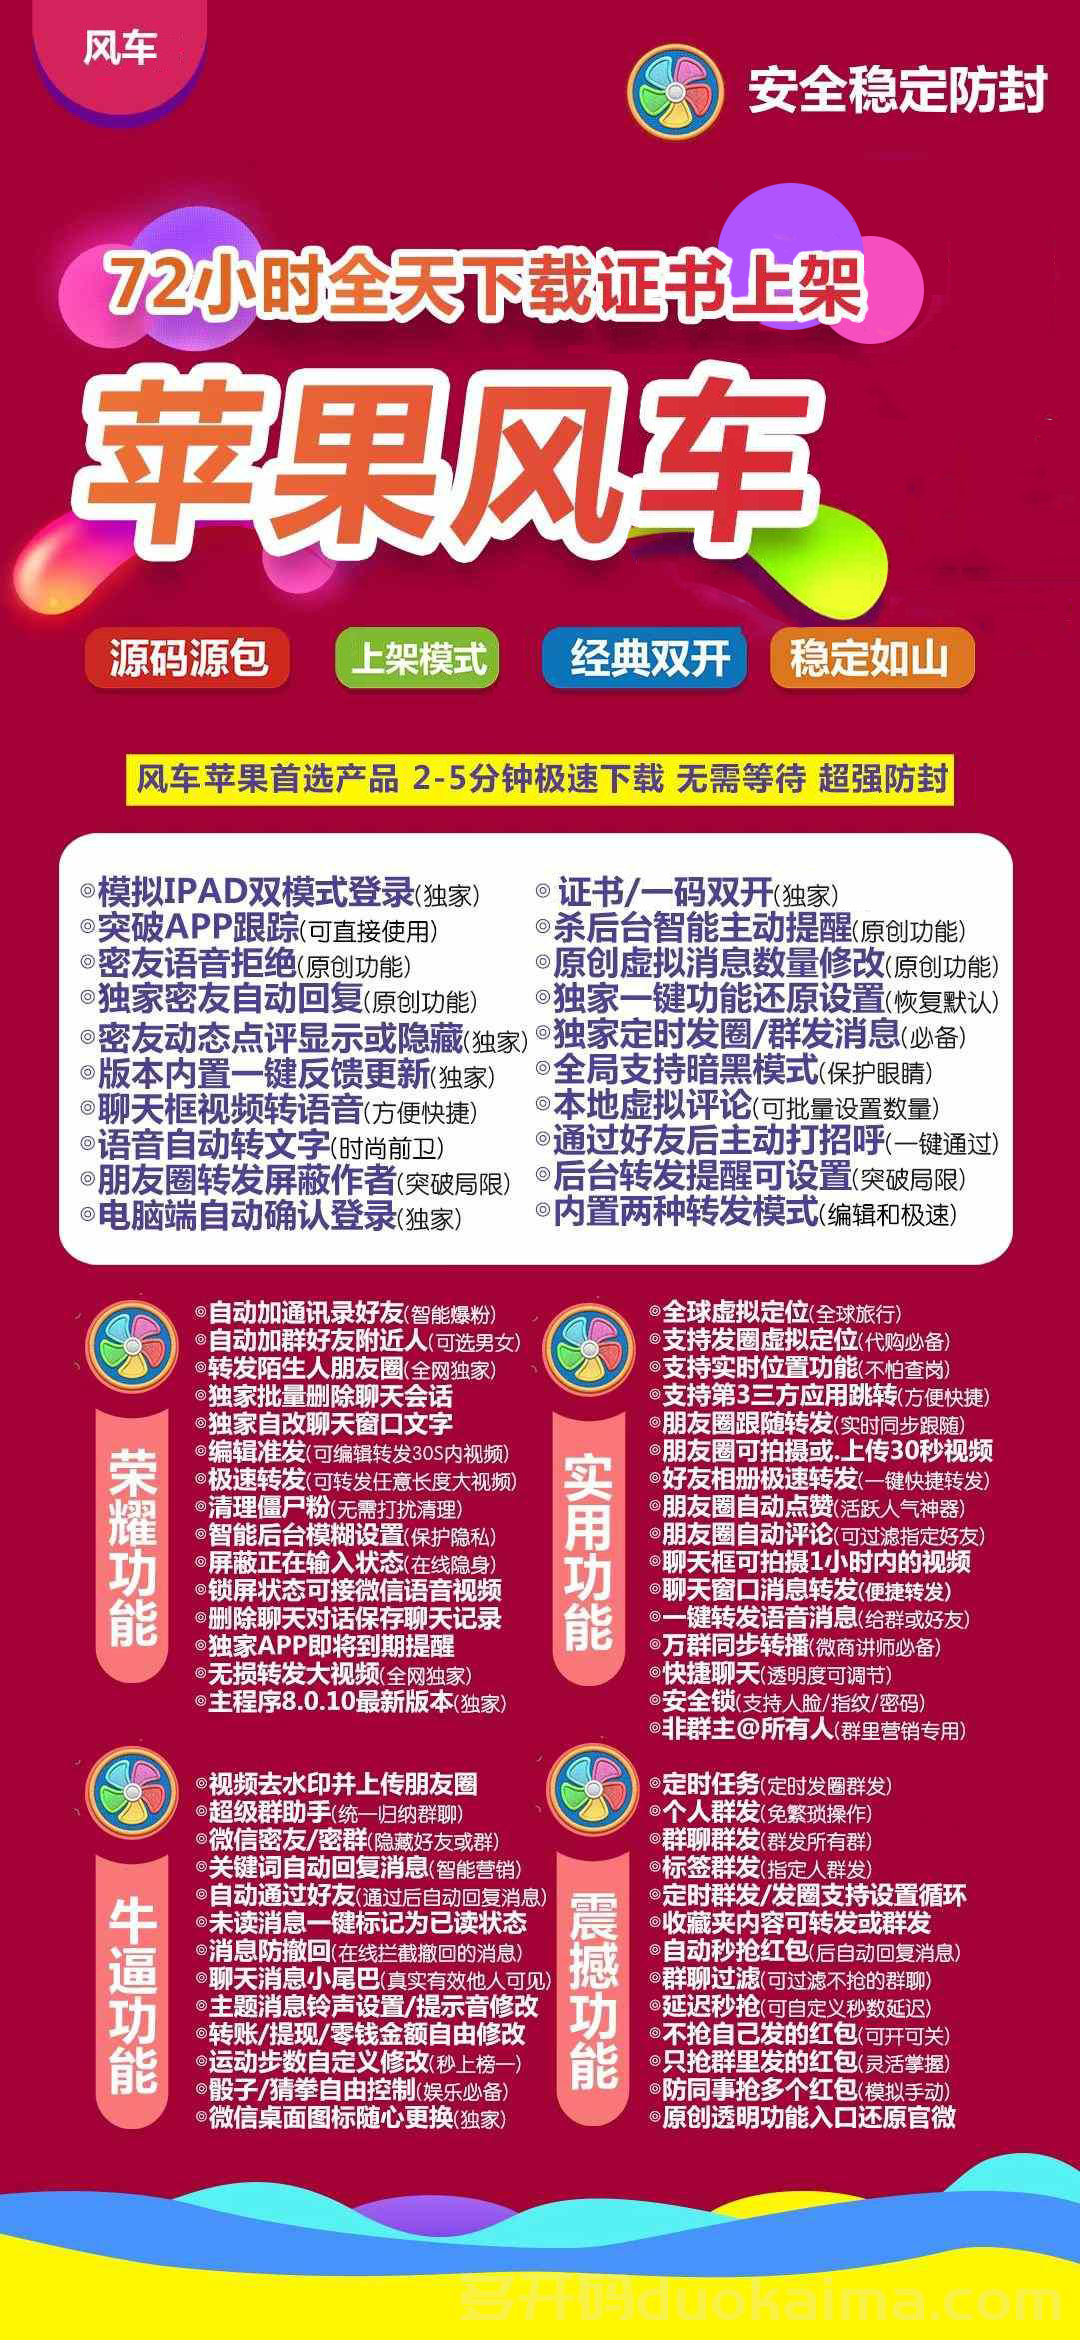 风车
安全稳定防封
72小时全天下载证书上架
苹果风车
源码源包
上架模式
经典双开
稳定如山
风车苹果首选产品 2-5分钟极速下载 无需等待 超强防封
◎模拟IPAD双模式登录(独家)
◎突破APP跟踪(可直接使用)
◎密友语音拒绝(原创功能)
◎独家密友自动回复(原创功能)
◎密友动态点评显示或隐藏(独家)
◎版本内置一键反馈更新(独家)
◎聊天框视频转语音(方便快捷)
◎语音自动转文字(时尚前卫)
◎朋友圈转发屏蔽作者(突破局限)
◎电脑端自动确认登录(独家)
◎证书/一码双开(独家)
◎杀后台智能主动提醒(原创功能)
◎原创虚拟消息数量修改(原创功能)
◎独家一键功能还原设置(恢复默认)
◎独家定时发圈/群发消息(必备)
◎全局支持暗黑模式(保护眼睛)
◎本地虚拟评论(可批量设置数量)
◎通过好友后主动打招呼(一键通过)
◎后台转发提醒可设置(突破局限)
◎内置两种转发模式(编辑和极速)
荣耀功能
◎自动加通讯录好友(智能爆粉)
◎自动加群好友附近人(可选男女)
◎转发陌生人朋友圈(全网独家)
◎独家批量删除聊天会话
◎独家自改聊天窗口文字
◎编辑准发(可编辑转发30S内视频)
◎极速转发(可转发任意长度大视频)
◎清理僵尸粉(无需打扰清理)
◎智能后台模糊设置(保护隐私)
◎屏蔽正在输入状态(在线隐身)
◎锁屏状态可接微信语音视频
◎删除聊天对话保存聊天记录
◎独家APP即将到期提醒
◎无损转发大视频(全网独家)
◎主程序8.0.10最新版本(独家)
实用功能
◎全球虚拟定位(全球旅行)
◎支持发圈虚拟定位(代购必备)
◎支持实时位置功能(不怕查岗)
◎支持第3三方应用跳转(方便快捷)
◎朋友圈跟随转发(实时同步跟随)
◎朋友圈可拍摄或.上传30秒视频
◎好友相册极速转发(一键快捷转发)
◎朋友圈自动点赞(活跃人气神器)
◎朋友圈自动评论(可过滤指定好友)
◎聊天框可拍摄1小时内的视频
◎聊天窗口消息转发(便捷转发)
◎一键转发语音消息(给群或好友)
◎万群同步转播(微商讲师必备)
◎快捷聊天(透明度可调节)
◎安全锁(支持人脸/指纹/密码)
◎非群主@所有人(群里营销专用)
牛逼功能
◎视频去水印并上传朋友圈
◎超级群助手(统一归纳群聊)
◎微信密友/密群(隐藏好友或群)
◎关键词自动回复消息(智能营销)
◎自动通过好友(通过后自动回复消息)
◎未读消息一键标记为已读状态
◎消息防撤回(在线拦截撤回的消息)
◎聊天消息小尾巴(真实有效他人可见)
◎主题消息铃声设置/提示音修改
◎转账/提现/零钱金额自由修改
◎运动步数自定义修改(秒上榜一)
◎骰子/猜拳自由控制(娱乐必备)
◎微信桌面图标随心更换(独家)
震撼功能
◎定时任务(定时发圈群发)
◎个人群发(免繁琐操作)
◎群聊群发(群发所有群)
◎标签群发(指定人群发)
◎定时群发/发圈支持设置循环
◎收藏夹内容可转发或群发
◎自动秒抢红包(后自动回复消息)
◎群聊过滤(可过滤不抢的群聊)
◎延迟秒抢(可自定义秒数延迟)
◎不抢自己发的红包(可开可关)
◎只抢群里发的红包(灵活掌握)
◎防同事抢多个红包(模拟手动)
◎原创透明功能入口还原官微
多开码duokaima.com